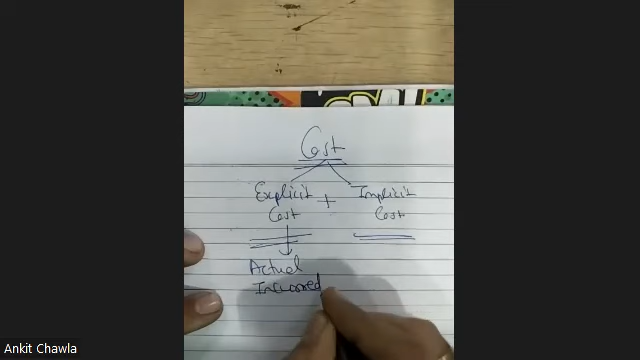 Cost
Explicit + Implicit
Cost Cost
Actual
Incurred
Ankit Chawla